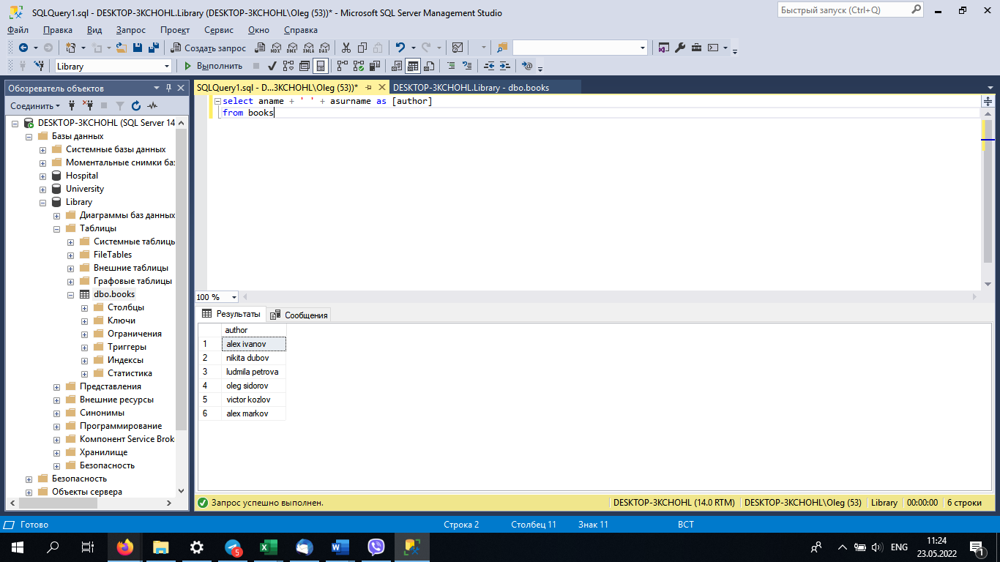 SQLQuery1.sql - DESKTOP-3KCHOHL.Library (DESKTOP-3KCHOHL\Oleg (53))* - Microsoft SQL Server Management Studio
Быстрый запуск (Ctrl+Q)
Файл Правка Вид Запрос Проект Сервис Окно Справка
Создать запрос MDX DMX XMLA DAX
Library Выполнить
Обозреватель объектов
SQLQuery1.sql - D...3KCHOHL\Oleg (53))* DESKTOP-3KCHOHL.Library - dbo.books
Соединить
select aname + ' ' + asurname as [author]
from books
DESKTOP-3KCHOHL (SQL Server 14
Базы данных
Системные базы данных
Моментальные снимки баз
Hospital
University
Library
Диаграммы баз данных
Таблицы
Системные таблицы
FileTables
Внешние таблицы
Графовые таблицы
dbo.books
Столбцы
Ключи
Ограничения
Триггеры
Индексы
Статистика
Представления
Внешние ресурсы
Синонимы
Программирование
Компонент Service Brok
Хранилище
Безопасность
Безопасность
Объекты сервера
100 %
Результаты Сообщения
author
1 alex ivanov
2 nikita dubov
3 ludmila petrova
4 oleg sidorov
5 victor kozlov
6 alex markov
Запрос успешно выполнен. DESKTOP-3KCHOHL (14.0 RTM) DESKTOP-3KCHOHL\Oleg (53) Library 00:00:00 6 строки
Готово Строка 2 Столбец 11 Знак 11 ВСТ
5
ENG
11:24
23.05.2022
1